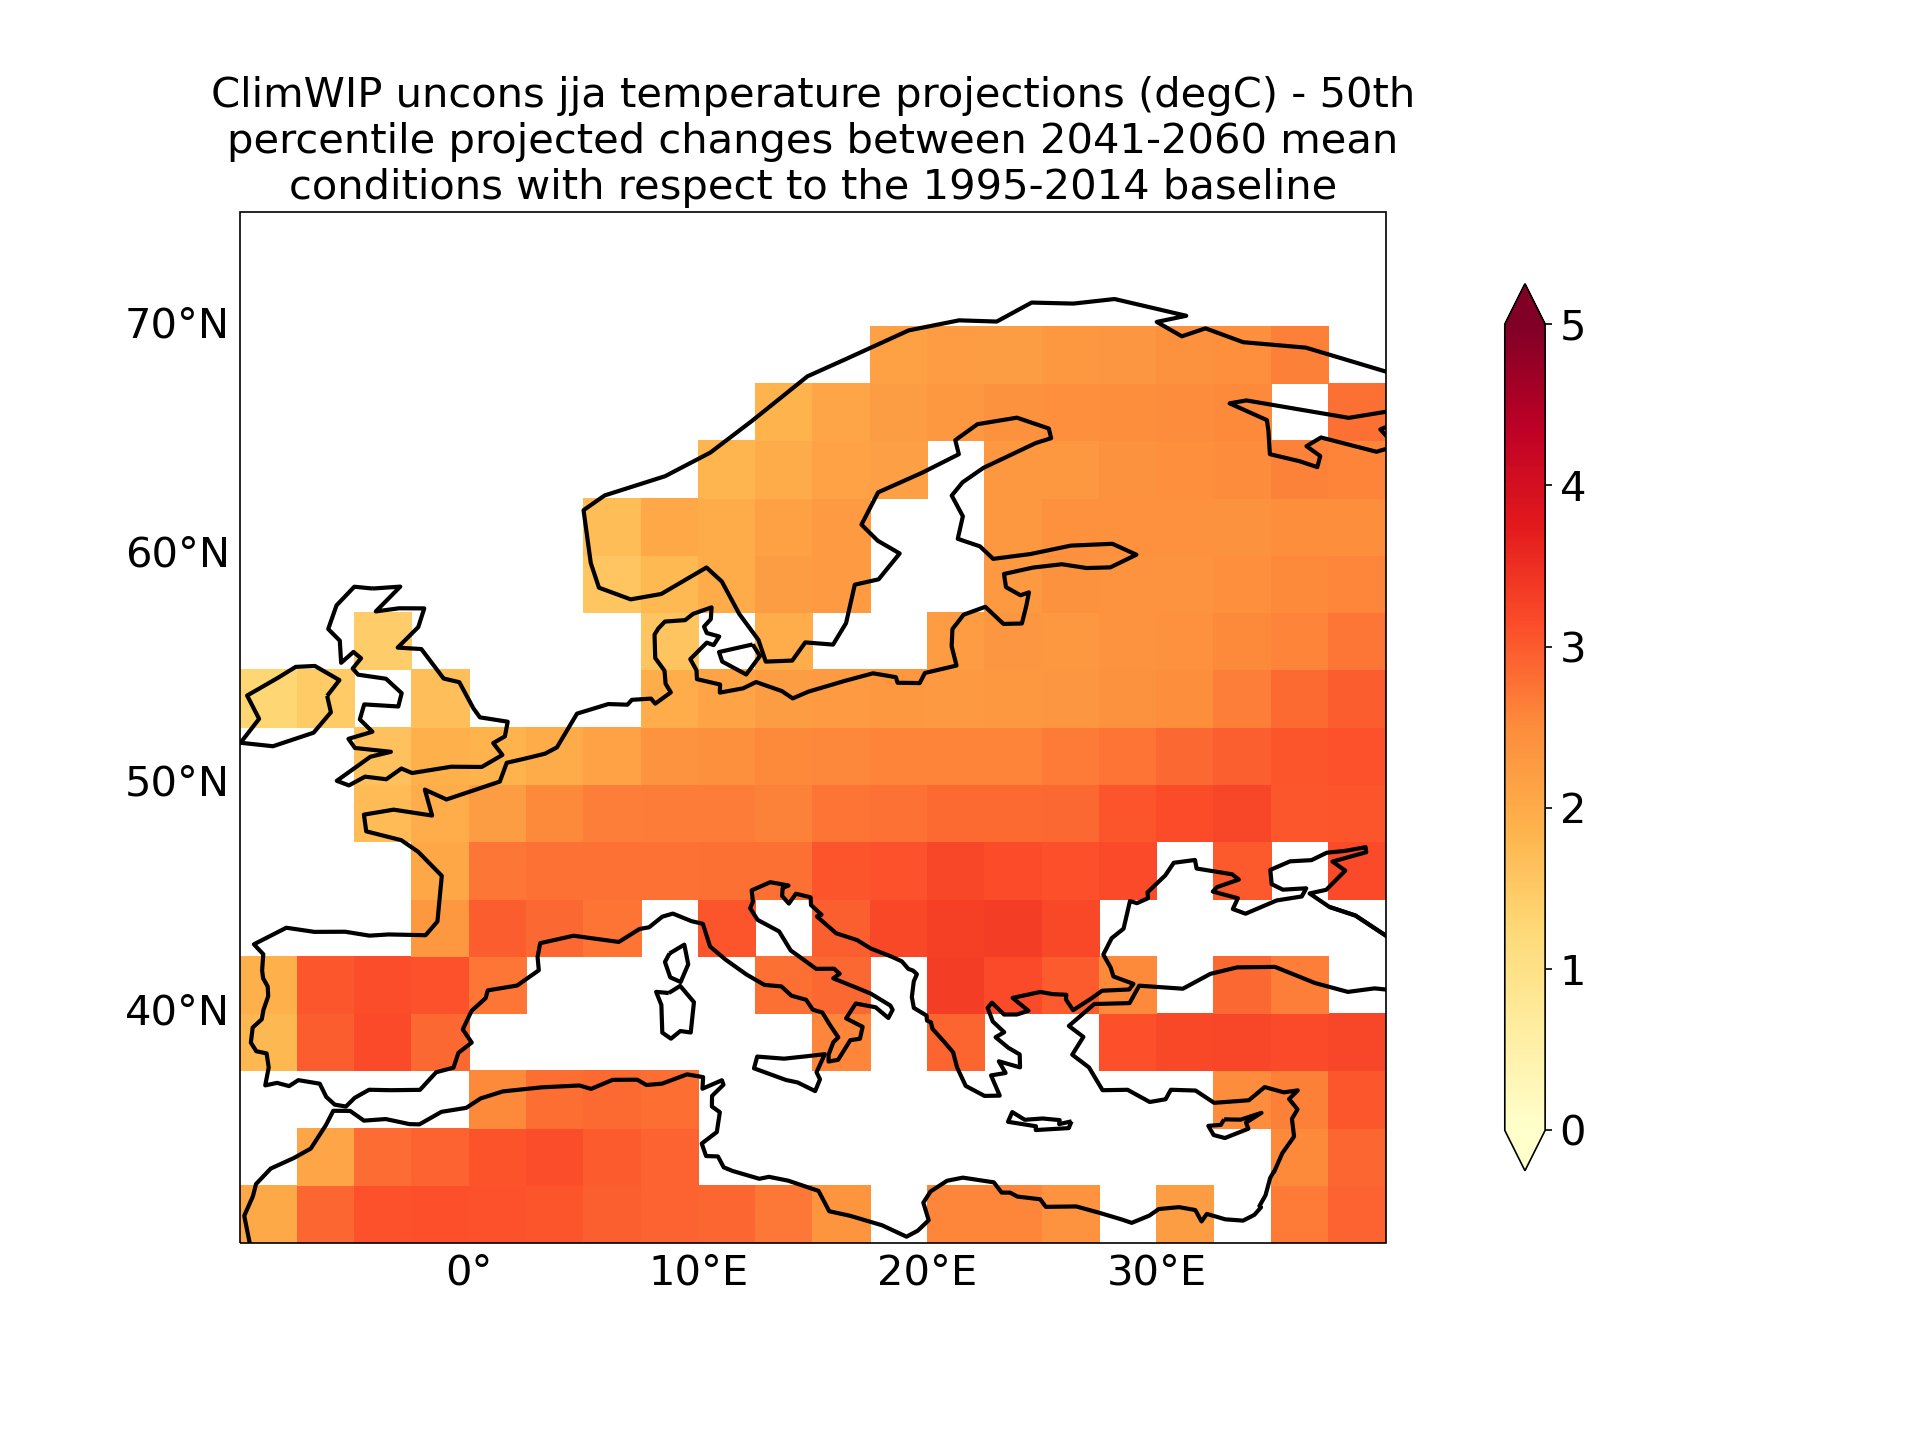 ClimWIP uncons jja temperature projections (degC) - 50th
percentile projected changes between 2041-2060 mean
conditions with respect to the 1995-2014 baseline
70°N
60°N
50°N
40°N
0°
10°E
20°E
30°E
5
4
3
2
1
0